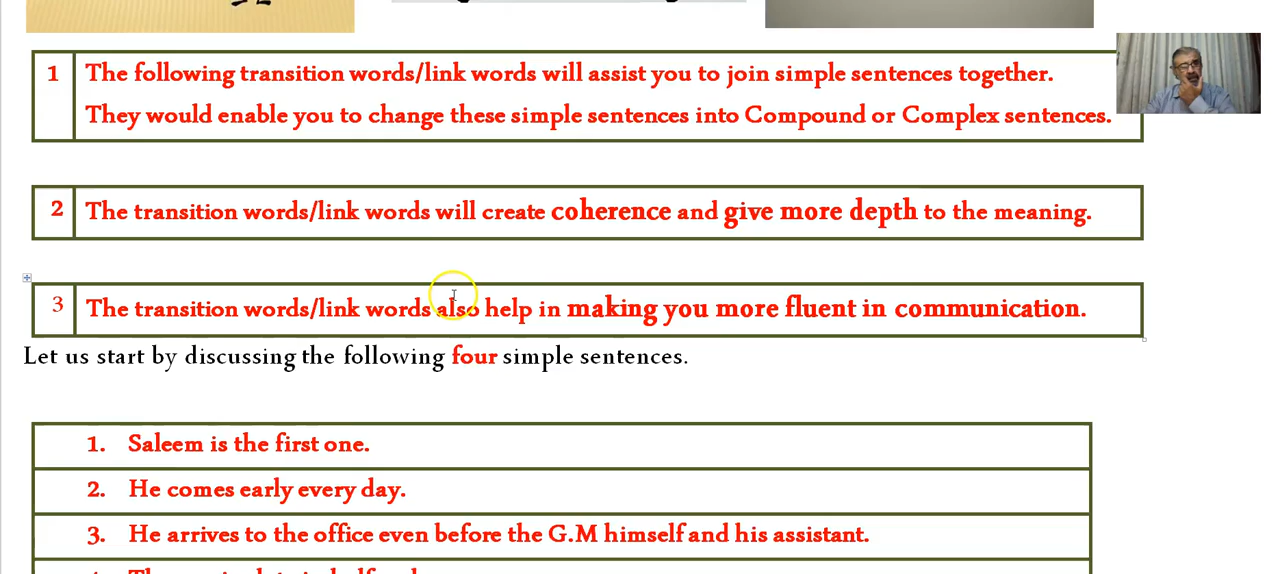 1 The following transition words/link words will assist you to join simple sentences together.
They would enable you to change these simple sentences into Compound or Complex sentences.
2 The transition words/link words will create coherence and give more depth to the meaning.
3 The transition words/link words also help in making you more fluent in communication.
Let us start by discussing the following four simple sentences.
1. Saleem is the first one.
2. He comes early every day.
3. He arrives to the office even before the G.M himself and his assistant.